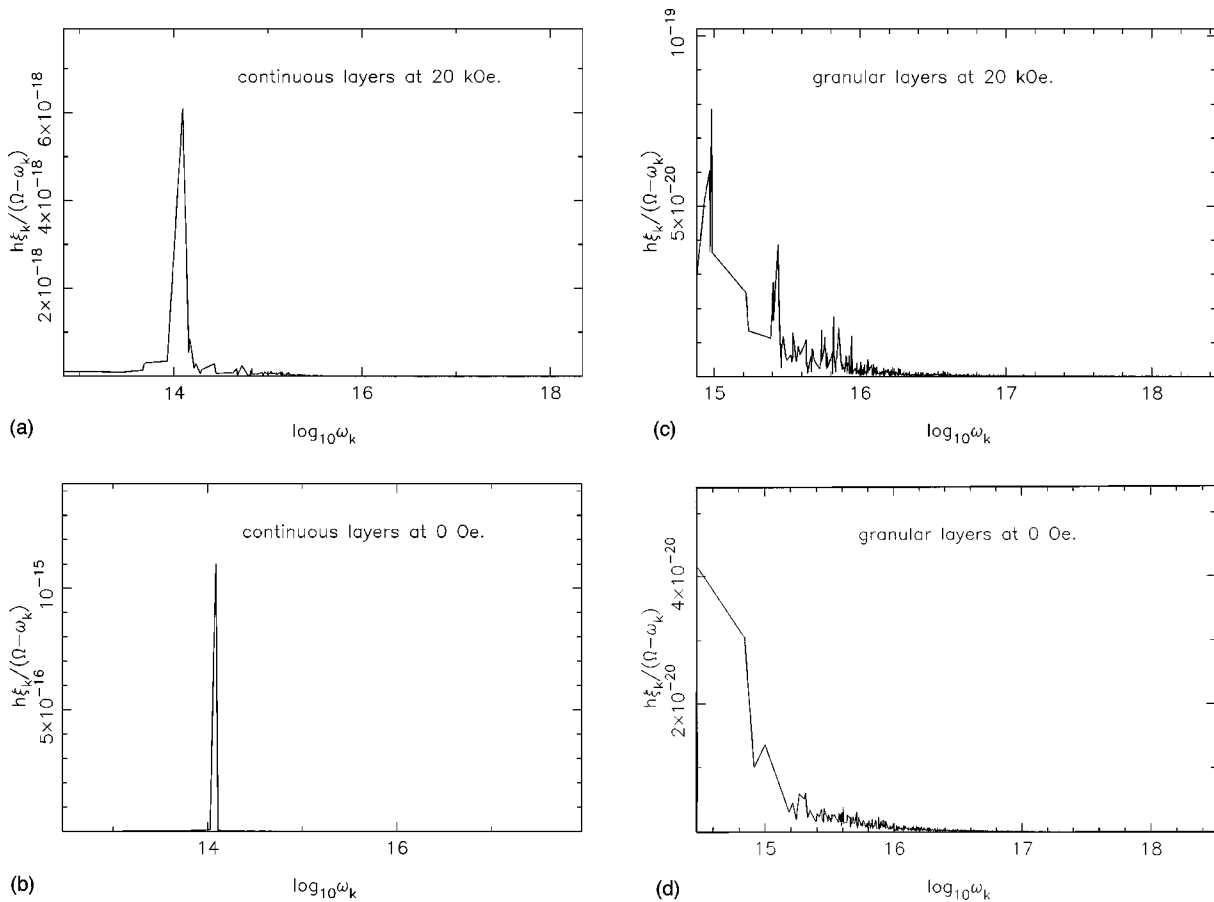 continuous layers at 20 kOe.
hξₖ/(Ω−ωₖ)
2×10⁻¹⁸ 4×10⁻¹⁸ 6×10⁻¹⁸
14 16 18
(a)
log₁₀ωₖ
granular layers at 20 kOe.
hξₖ/(Ω−ωₖ)
5×10⁻²⁰ 10⁻¹⁹
15 16 17 18
(c)
log₁₀ωₖ
continuous layers at 0 Oe.
hξₖ/(Ω−ωₖ)
5×10⁻¹⁶ 10⁻¹⁵
14 16
(b)
log₁₀ωₖ
granular layers at 0 Oe.
hξₖ/(Ω−ωₖ)
2×10⁻²⁰ 4×10⁻²⁰
15 16 17 18
(d)
log₁₀ωₖ